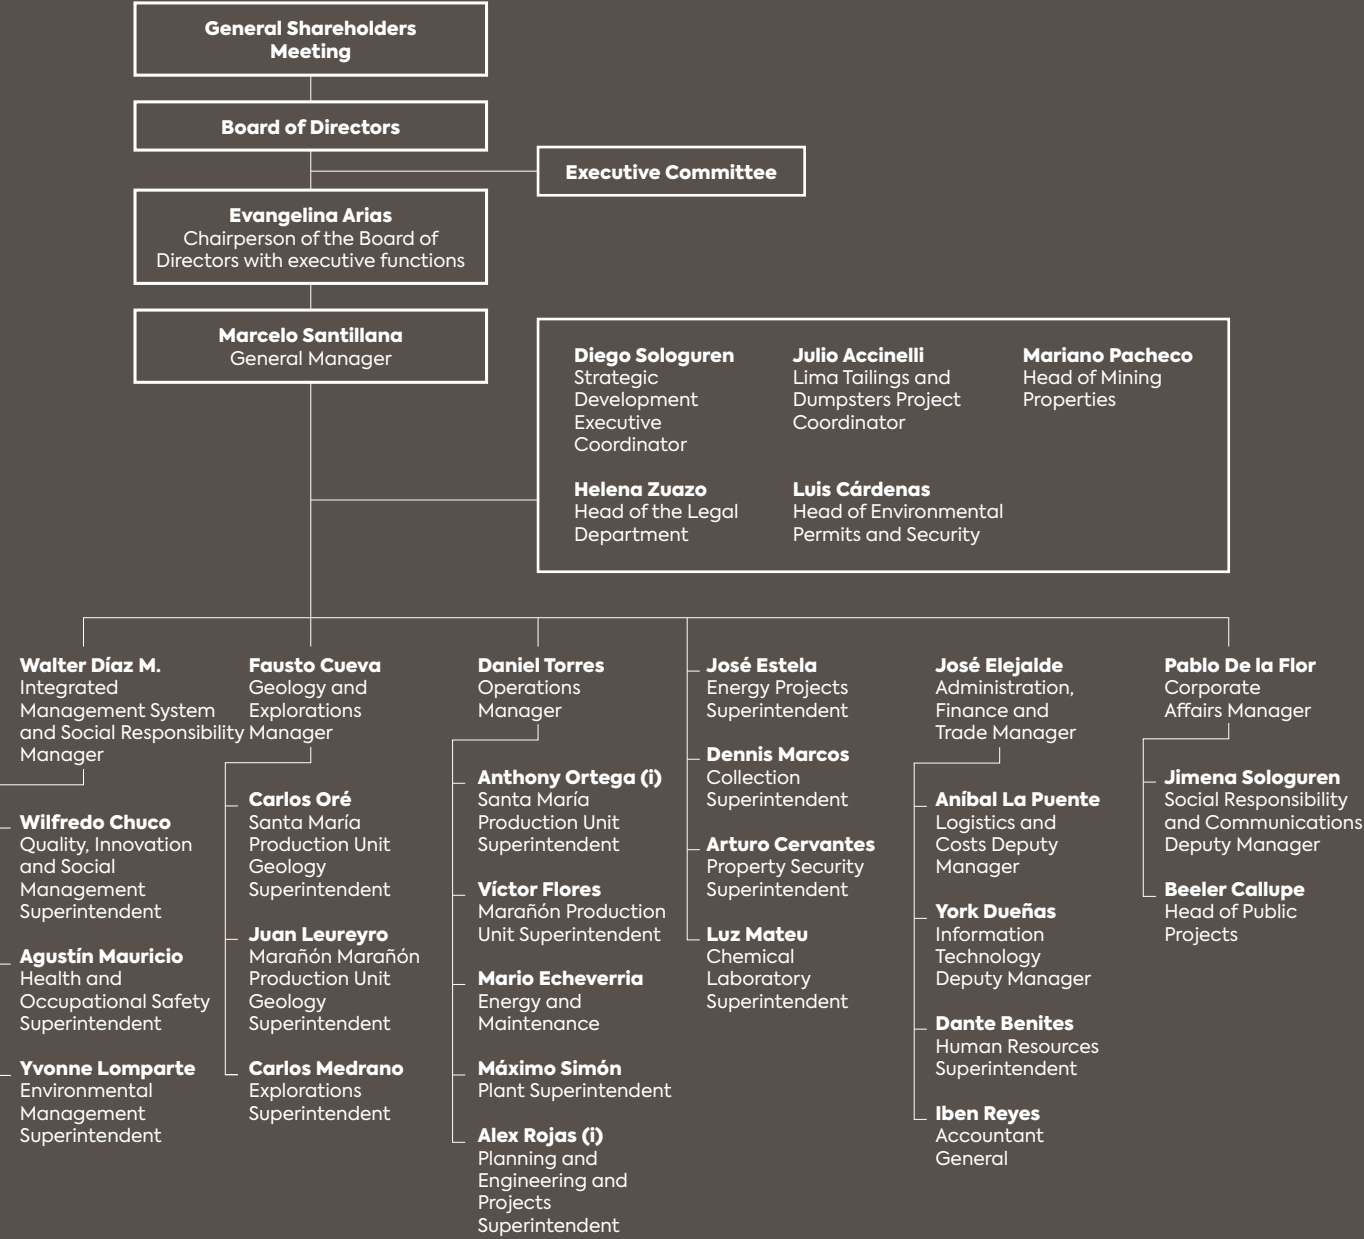 General Shareholders
Meeting
Board of Directors
Executive Committee
Evangelina Arias
Chairperson of the Board of
Directors with executive functions
Marcelo Santillana
General Manager
Diego Sologuren
Strategic
Development
Executive
Coordinator
Julio Accinelli
Lima Tailings and
Dumpsters Project
Coordinator
Mariano Pacheco
Head of Mining
Properties
Helena Zuazo
Head of the Legal
Department
Luis Cárdenas
Head of Environmental
Permits and Security
Walter Díaz M.
Integrated
Management System
and Social Responsibility
Manager
Wilfredo Chuco
Quality, Innovation
and Social
Management
Superintendent
Agustín Mauricio
Health and
Occupational Safety
Superintendent
Yvonne Lomparte
Environmental
Management
Superintendent
Fausto Cueva
Geology and
Explorations
Manager
Carlos Oré
Santa María
Production Unit
Geology
Superintendent
Juan Leureyro
Marañón Marañón
Production Unit
Geology
Superintendent
Carlos Medrano
Explorations
Superintendent
Daniel Torres
Operations
Manager
Anthony Ortega (i)
Santa María
Production Unit
Superintendent
Víctor Flores
Marañón Production
Unit Superintendent
Mario Echeverria
Energy and
Maintenance
Máximo Simón
Plant Superintendent
Alex Rojas (i)
Planning and
Engineering and
Projects
Superintendent
José Estela
Energy Projects
Superintendent
Dennis Marcos
Collection
Superintendent
Arturo Cervantes
Property Security
Superintendent
Luz Mateu
Chemical
Laboratory
Superintendent
José Elejalde
Administration,
Finance and
Trade Manager
Aníbal La Puente
Logistics and
Costs Deputy
Manager
York Dueñas
Information
Technology
Deputy Manager
Dante Benites
Human Resources
Superintendent
Iben Reyes
Accountant
General
Pablo De la Flor
Corporate
Affairs Manager
Jimena Sologuren
Social Responsibility
and Communications
Deputy Manager
Beeler Callupe
Head of Public
Projects